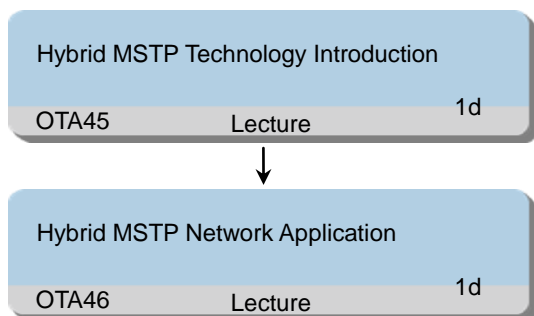 Hybrid MSTP Technology Introduction
OTA45 Lecture 1d
Hybrid MSTP Network Application
OTA46 Lecture 1d